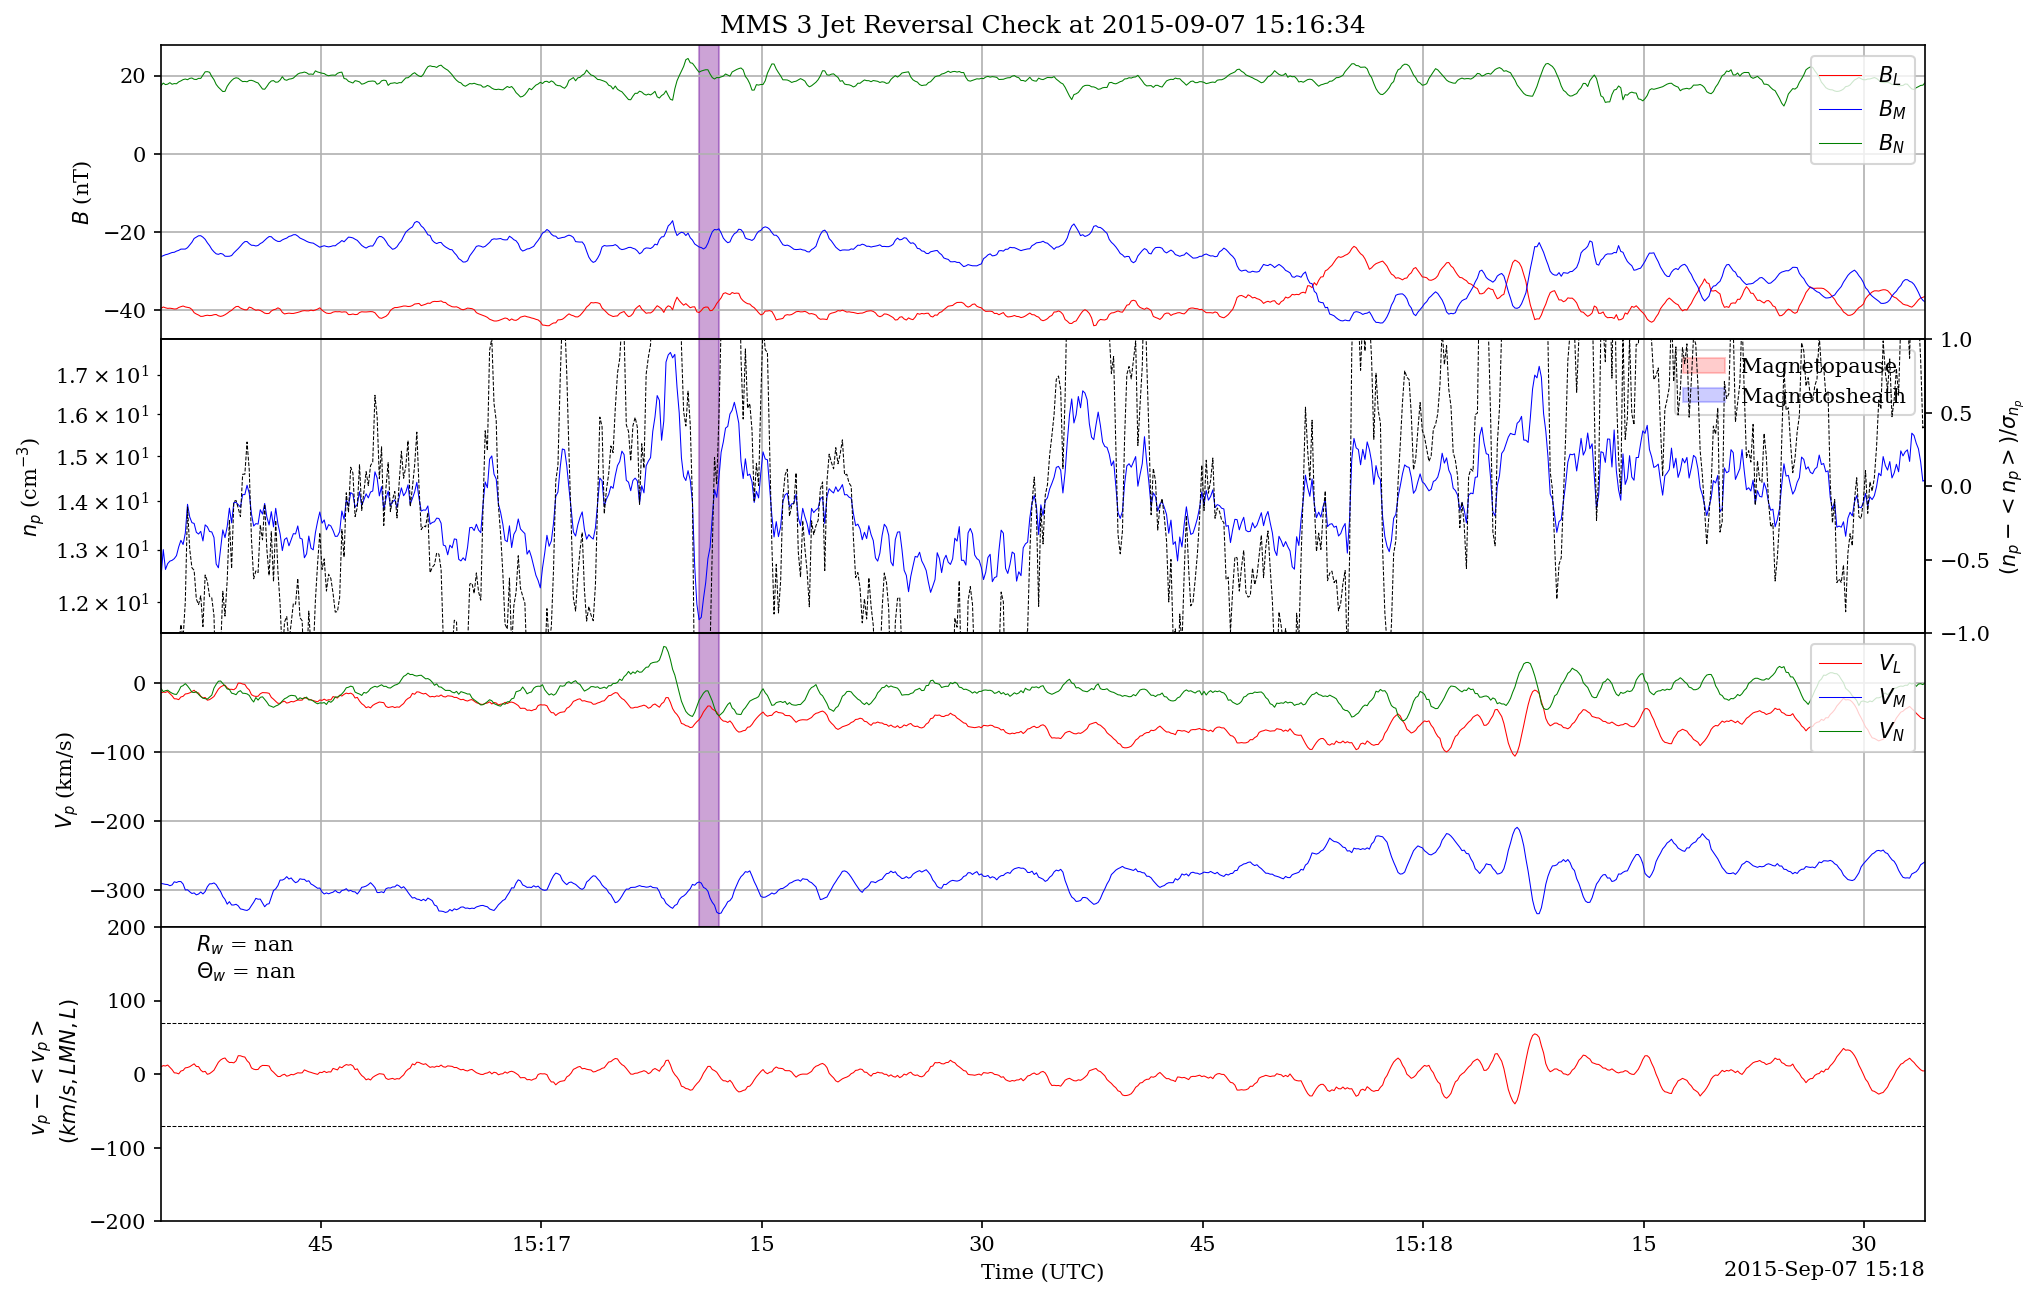 MMS 3 Jet Reversal Check at 2015-09-07 15:16:34
20
0
−20
−40
B (nT)
B_L
B_M
B_N
1.7 × 10^1
1.6 × 10^1
1.5 × 10^1
1.4 × 10^1
1.3 × 10^1
1.2 × 10^1
n_p (cm^−3)
Magnetopause
Magnetosheath
1.0
0.5
0.0
−0.5
−1.0
(n_p − < n_p >)/σ_n_p
0
−100
−200
−300
V_p (km/s)
V_L
V_M
V_N
200
100
0
−100
−200
v_p − < v_p >
(km/s, LMN, L)
R_w = nan
Θ_w = nan
45 15:17 15 30 45 15:18 15 30
Time (UTC)
2015-Sep-07 15:18